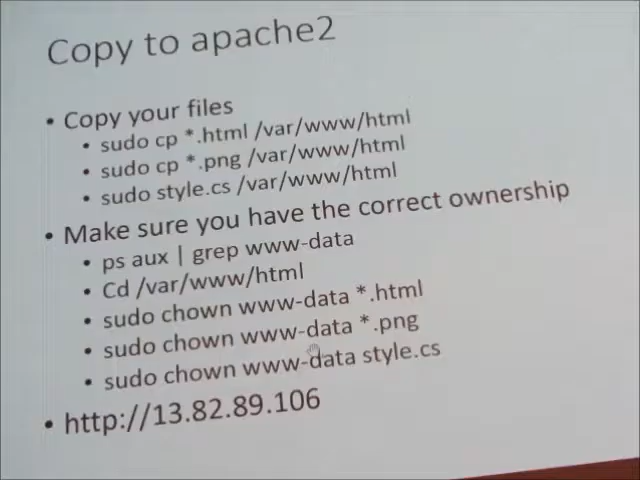 Copy to apache2
• Copy your files
• sudo cp *.html /var/www/html
• sudo cp *.png /var/www/html
• sudo style.cs /var/www/html
• Make sure you have the correct ownership
• ps aux | grep www-data
• Cd /var/www/html
• sudo chown www-data *.html
• sudo chown www-data *.png
• sudo chown www-data style.cs
• http://13.82.89.106